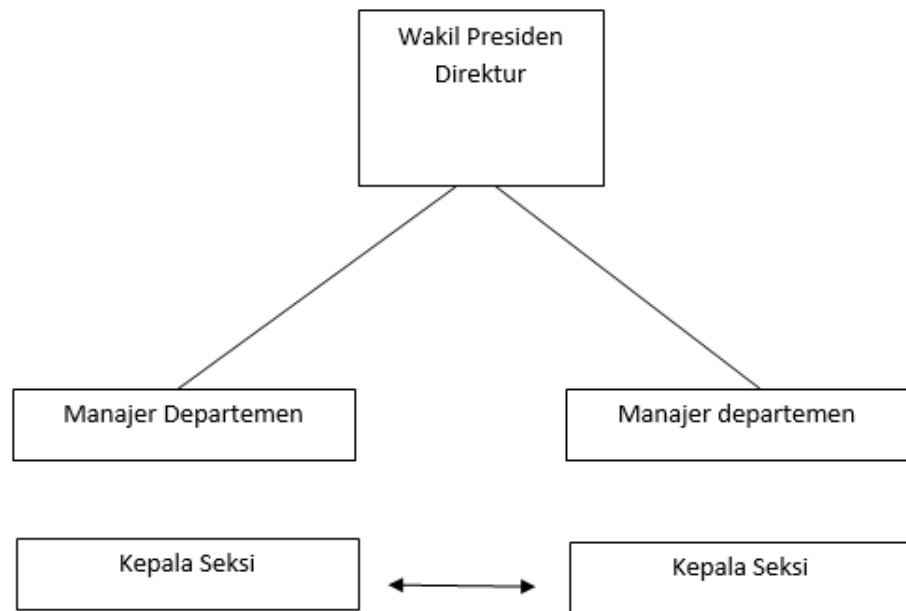 Wakil Presiden
Direktur
Manajer Departemen
Manajer departemen
Kepala Seksi
Kepala Seksi